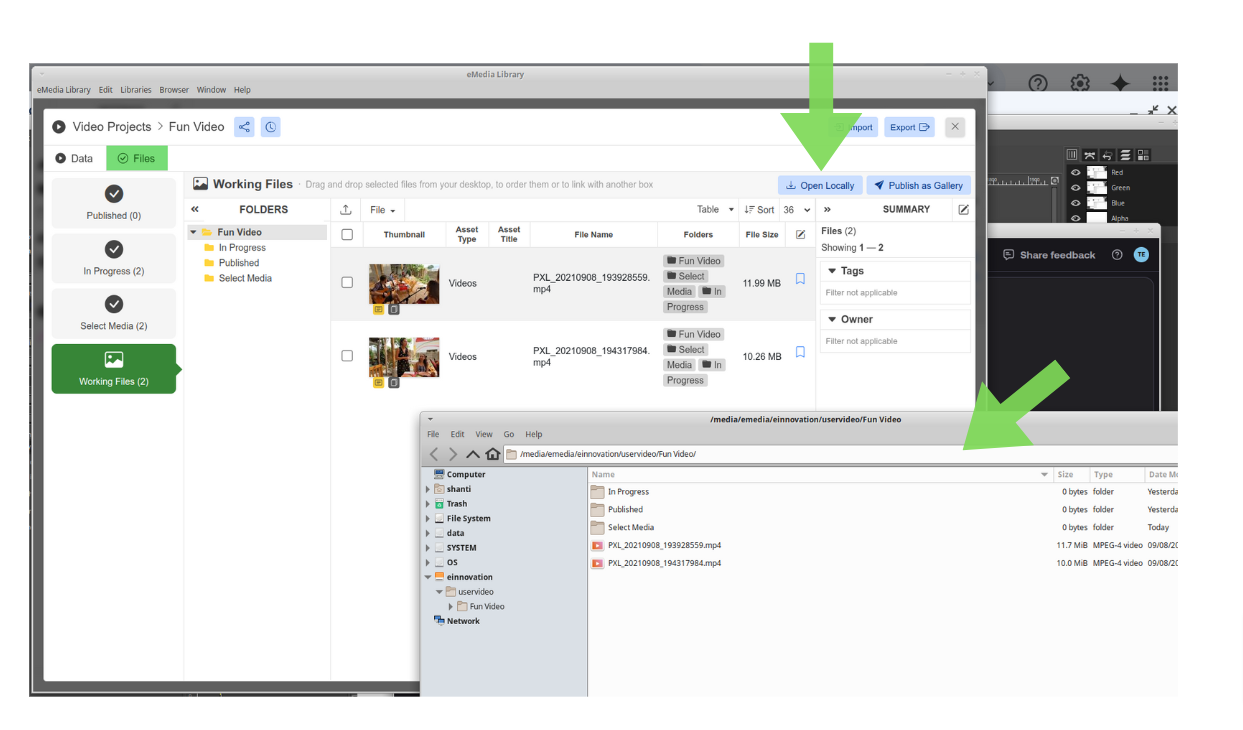 eMedia Library
eMedia Library Edit Libraries Browser Window Help
Video Projects > Fun Video
Export
×
Data Files
Working Files · Drag and drop selected files from your desktop, to order them or to link with another box
Open Locally
Publish as Gallery
Published (0)
In Progress (2)
Select Media (2)
Working Files (2)
« FOLDERS
Fun Video
In Progress
Published
Select Media
File
Table
Sort
36
» SUMMARY
Thumbnail
Asset Type
Asset Title
File Name
Folders
File Size
Videos
PXL_20210908_193928559.
mp4
Fun Video
Select
Media In
Progress
11.99 MB
Videos
PXL_20210908_194317984.
mp4
Fun Video
Select
Media In
Progress
10.26 MB
Files (2)
Showing 1 — 2
Tags
Filter not applicable
Owner
Filter not applicable
Red
Green
Blue
Alpha
Share feedback
TE
/media/emedia/einnovation/uservideo/Fun Video
File Edit View Go Help
/media/emedia/einnovation/uservideo/Fun Video/
Computer
shanti
Trash
File System
data
SYSTEM
OS
einnovation
uservideo
Fun Video
Network
Name Size Type Date M
In Progress 0 bytes folder Yesterda
Published 0 bytes folder Yesterda
Select Media 0 bytes folder Today
PXL_20210908_193928559.mp4 11.7 MiB MPEG-4 video 09/08/20
PXL_20210908_194317984.mp4 10.0 MiB MPEG-4 video 09/08/20